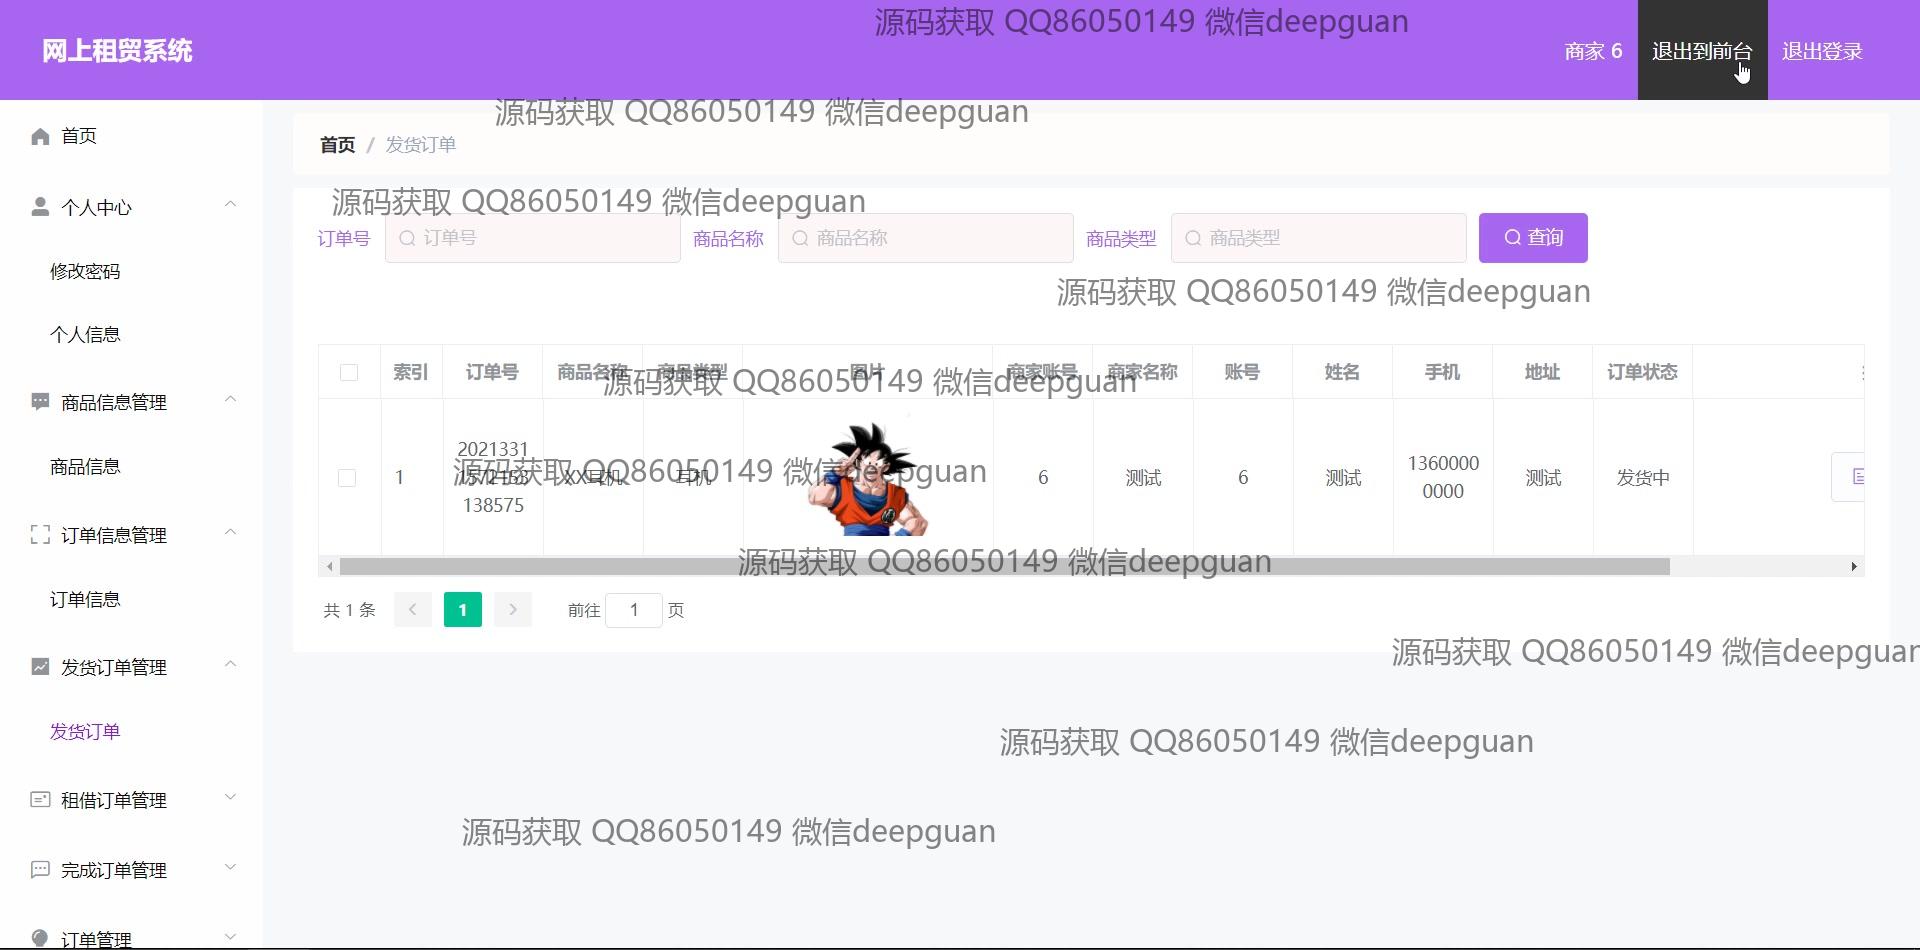 源码获取 QQ86050149 微信deepguan
网上租贸系统
商家 6
退出到前台
退出登录
源码获取 QQ86050149 微信deepguan
首页
首页 / 发货订单
个人中心
源码获取 QQ86050149 微信deepguan
订单号
订单号
商品名称
商品名称
商品类型
商品类型
查询
修改密码
源码获取 QQ86050149 微信deepguan
个人信息
索引
订单号
商品名称
商品类型
图片
商家账号
商家名称
账号
姓名
手机
地址
订单状态
源码获取 QQ86050149 微信deepguan
商品信息管理
商品信息
1
2021331
138575
XX耳机
耳机
6
测试
6
测试
1360000
0000
测试
发货中
源码获取 QQ86050149 微信deepguan
订单信息管理
源码获取 QQ86050149 微信deepguan
订单信息
共 1 条
1
前往 1 页
源码获取 QQ86050149 微信deepguan
发货订单管理
发货订单
源码获取 QQ86050149 微信deepguan
租借订单管理
源码获取 QQ86050149 微信deepguan
完成订单管理
订单管理